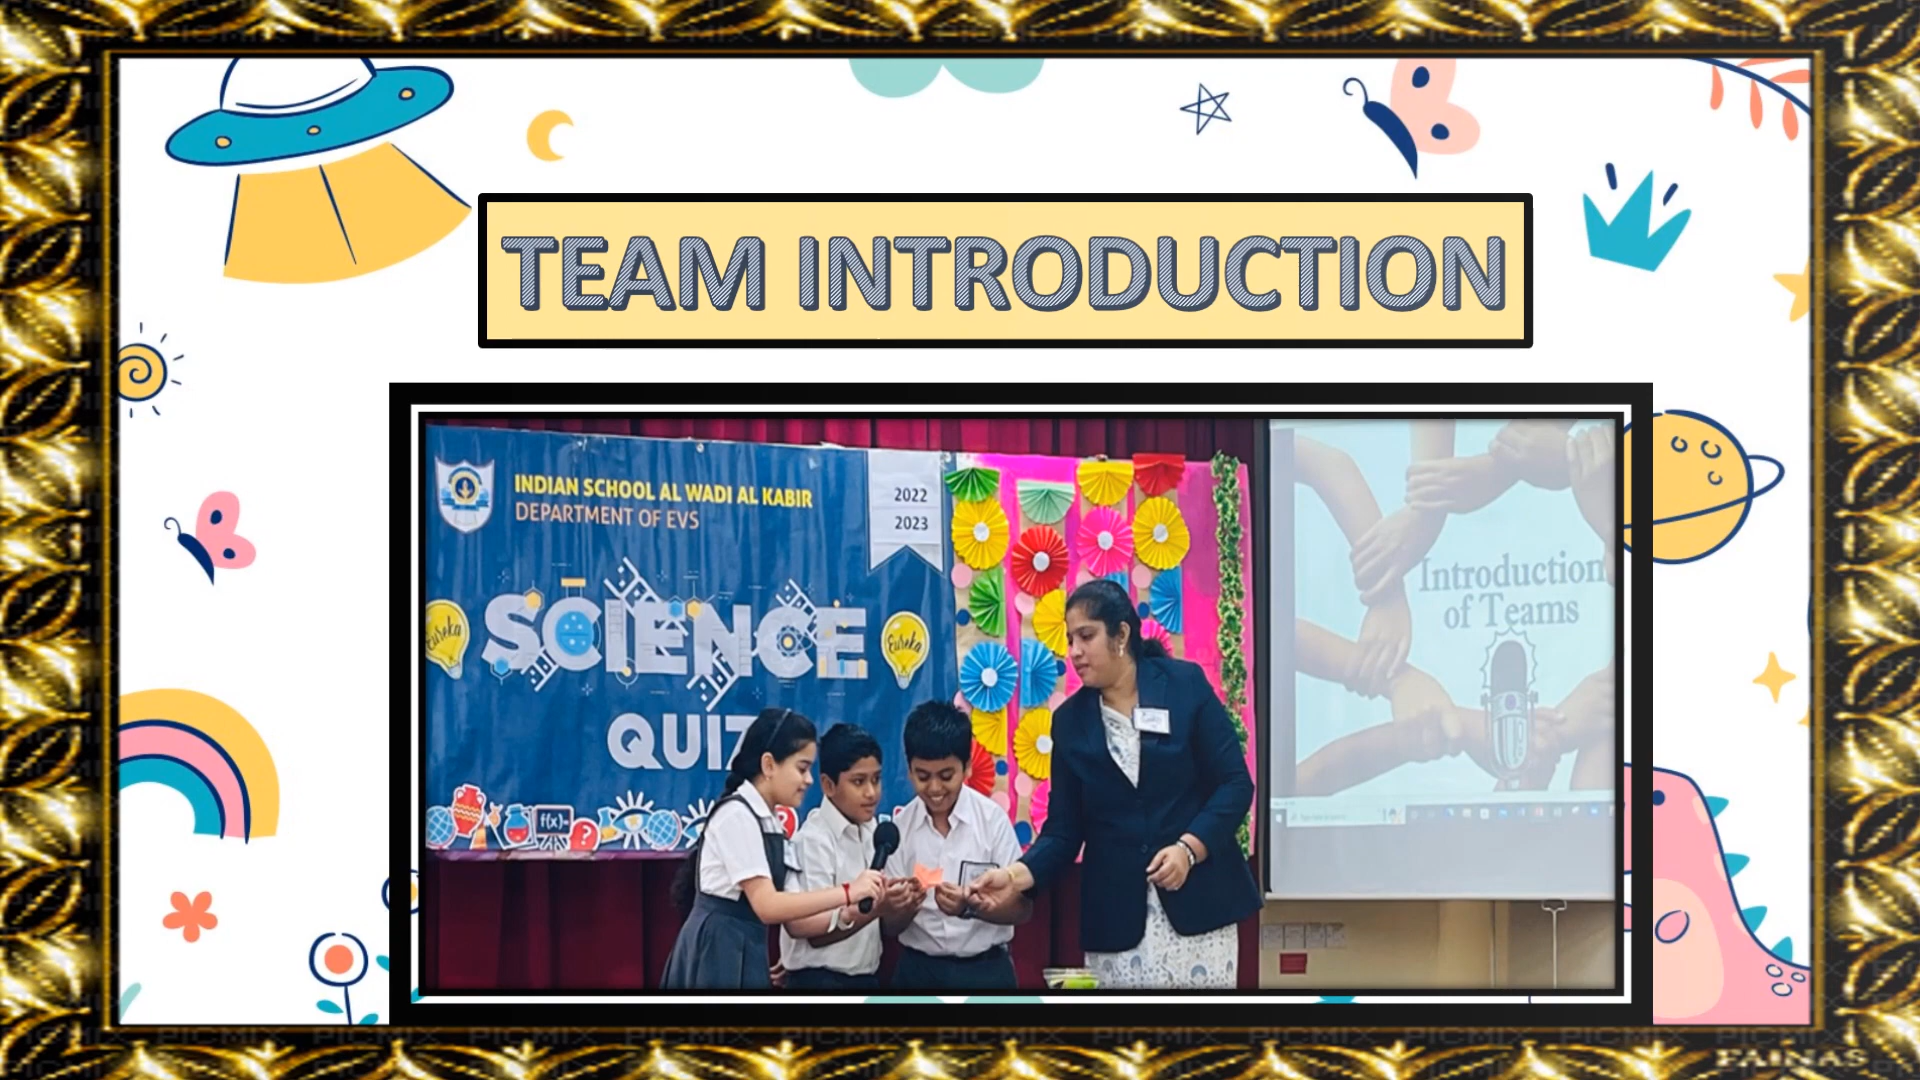 TEAM INTRODUCTION
INDIAN SCHOOL AL WADI AL KABIR
DEPARTMENT OF EVS
2022
2023
SCIENCE
Eureka
Eureka
QUIZ
f(x)=
Introduction
of Teams
FAINAS